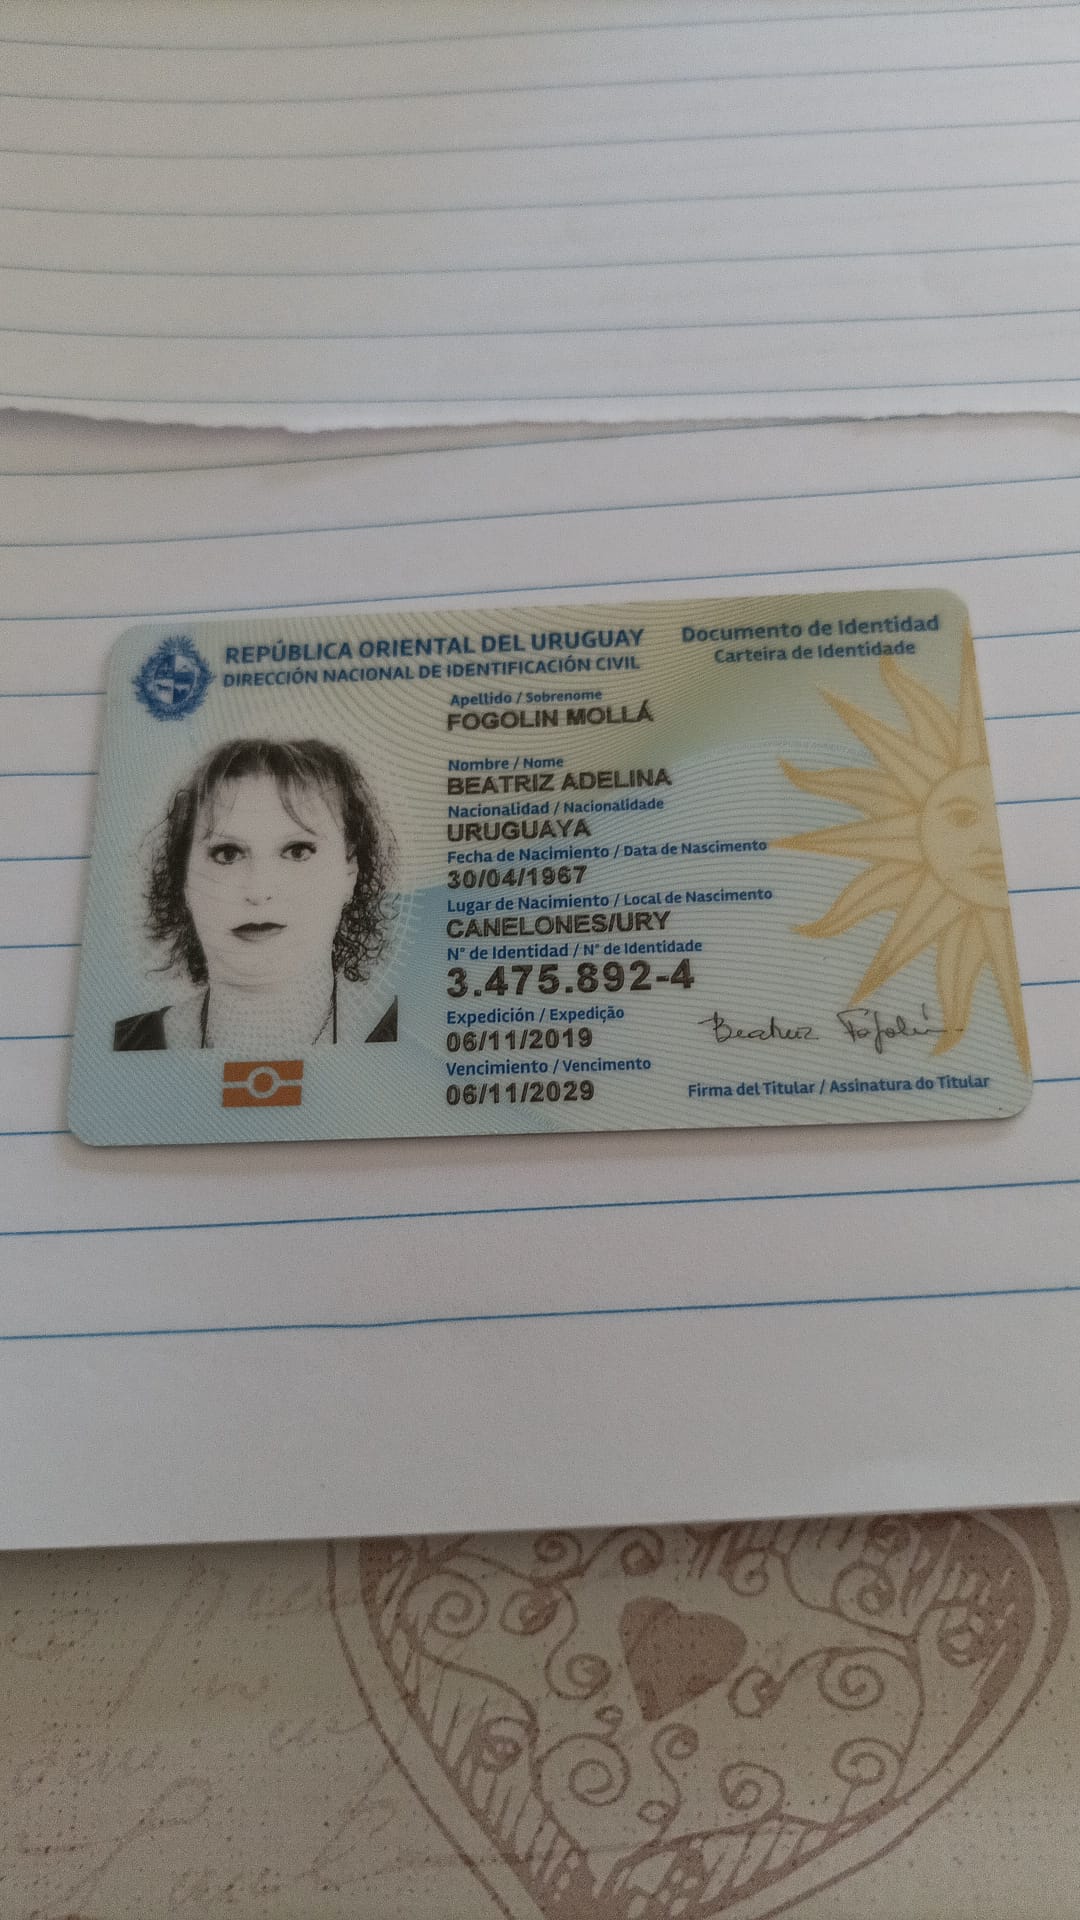 REPÚBLICA ORIENTAL DEL URUGUAY
DIRECCIÓN NACIONAL DE IDENTIFICACIÓN CIVIL
Documento de Identidad
Carteira de Identidade
Apellido / Sobrenome
FOGOLIN MOLLÁ
Nombre / Nome
BEATRIZ ADELINA
Nacionalidad / Nacionalidade
URUGUAYA
Fecha de Nacimiento / Data de Nascimento
30/04/1967
Lugar de Nacimiento / Local de Nascimento
CANELONES/URY
N° de Identidad / N° de Identidade
3.475.892-4
Expedición / Expedição
06/11/2019
Vencimiento / Vencimento
06/11/2029
Beatriz Fogolin
Firma del Titular / Assinatura do Titular